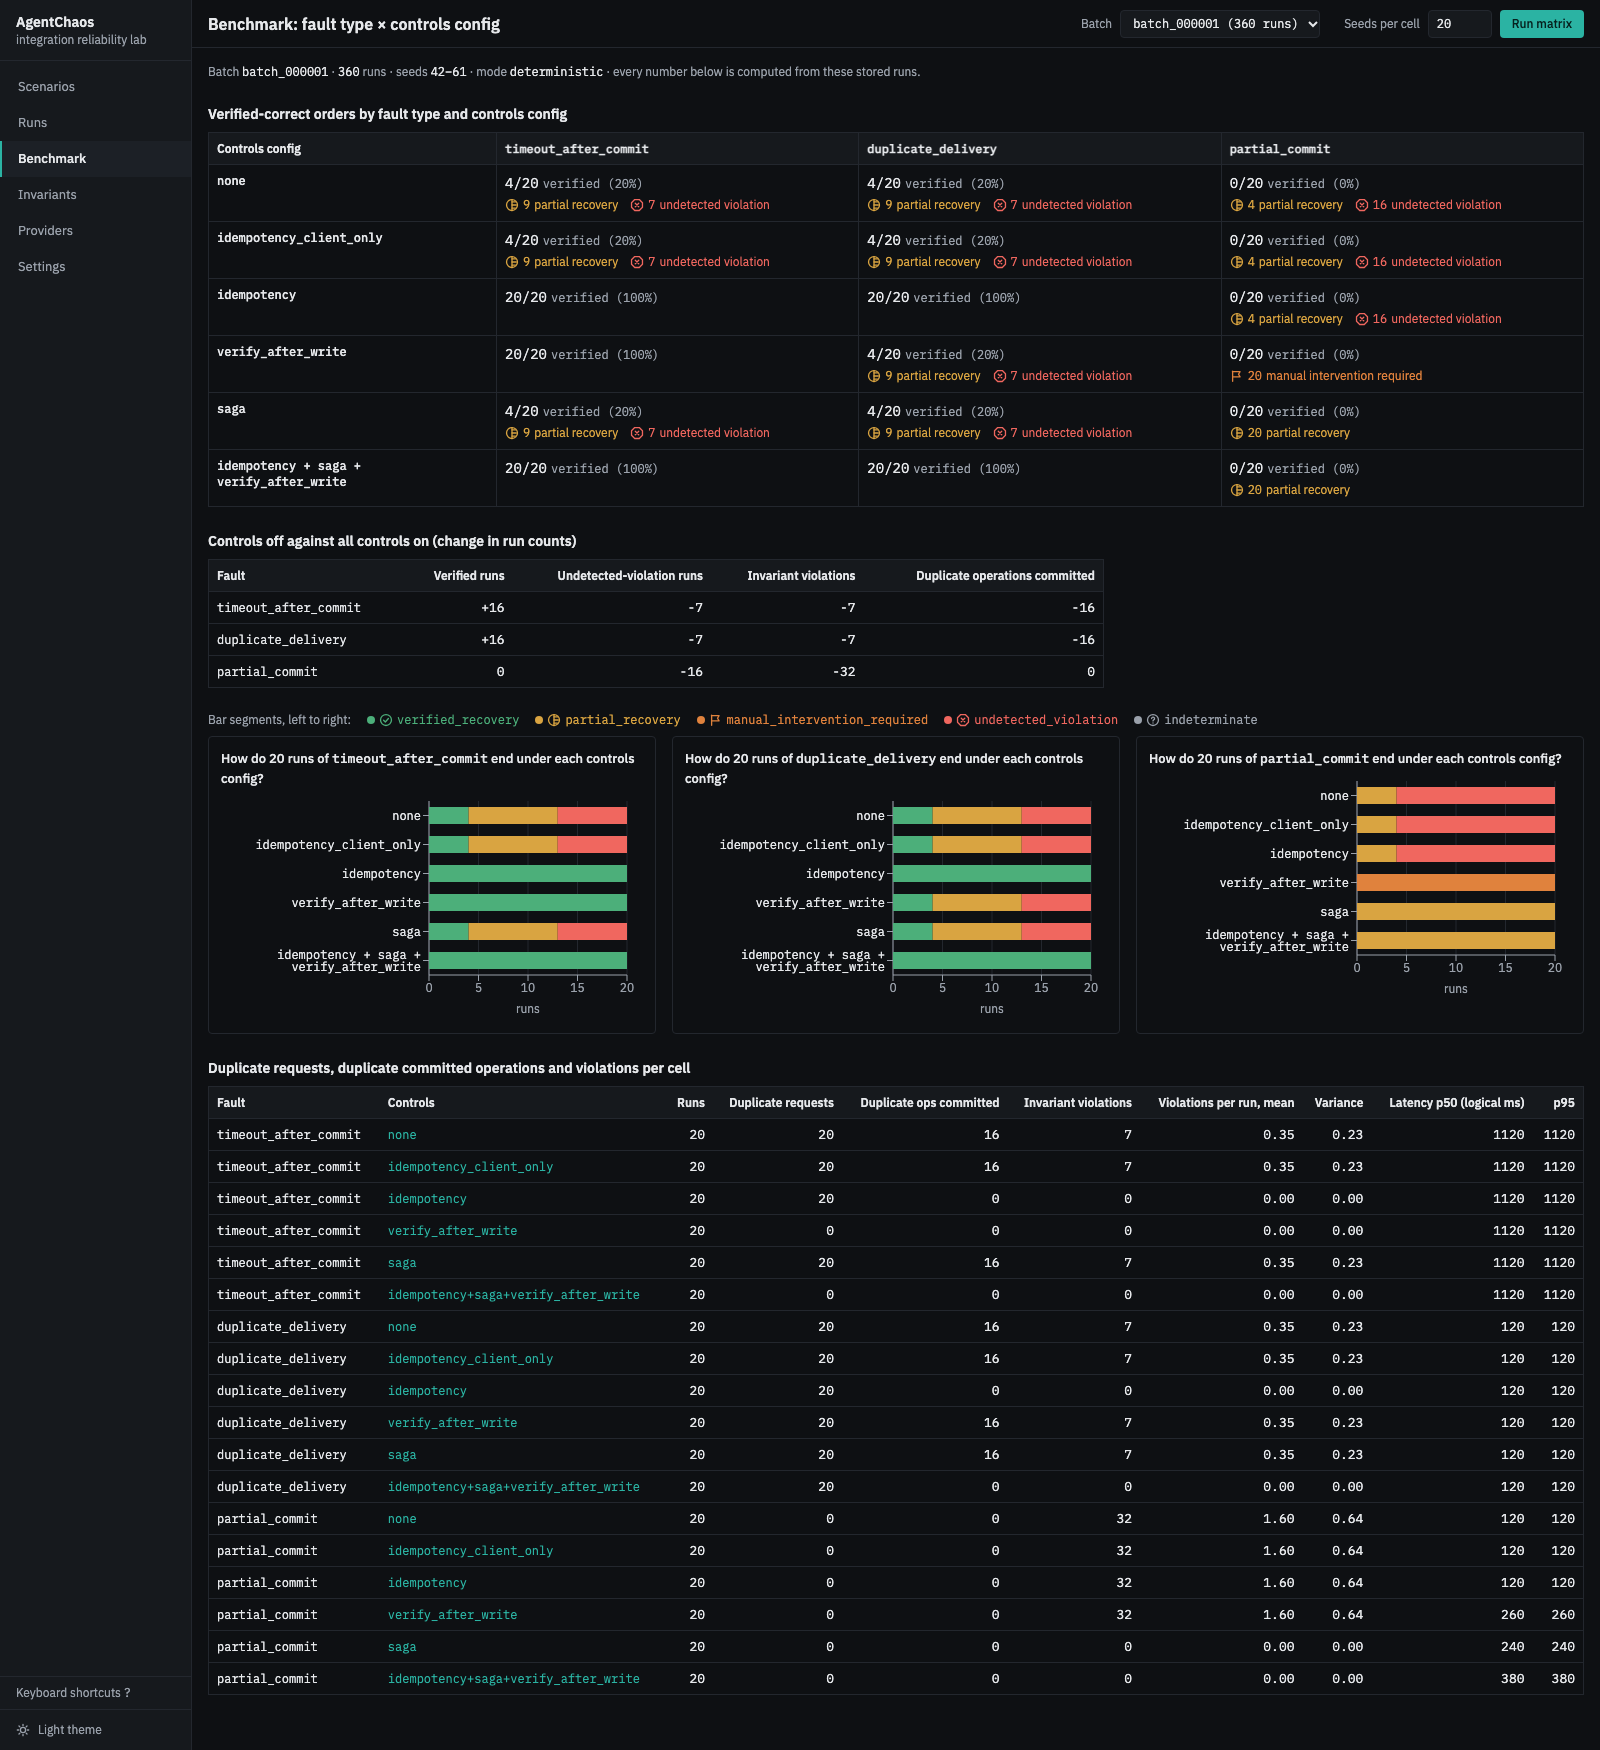 AgentChaos
integration reliability lab
Scenarios
Runs
Benchmark
Invariants
Providers
Settings
Keyboard shortcuts ?
Light theme
Benchmark: fault type × controls config
Batch batch_000001 (360 runs) Seeds per cell 20 Run matrix
Batch batch_000001 · 360 runs · seeds 42–61 · mode deterministic · every number below is computed from these stored runs.
Verified-correct orders by fault type and controls config
Controls config timeout_after_commit duplicate_delivery partial_commit
none 4/20 verified (20%) 4/20 verified (20%) 0/20 verified (0%)
9 partial recovery 7 undetected violation 9 partial recovery 7 undetected violation 4 partial recovery 16 undetected violation
idempotency_client_only 4/20 verified (20%) 4/20 verified (20%) 0/20 verified (0%)
9 partial recovery 7 undetected violation 9 partial recovery 7 undetected violation 4 partial recovery 16 undetected violation
idempotency 20/20 verified (100%) 20/20 verified (100%) 0/20 verified (0%)
4 partial recovery 16 undetected violation
verify_after_write 20/20 verified (100%) 4/20 verified (20%) 0/20 verified (0%)
9 partial recovery 7 undetected violation 20 manual intervention required
saga 4/20 verified (20%) 4/20 verified (20%) 0/20 verified (0%)
9 partial recovery 7 undetected violation 9 partial recovery 7 undetected violation 20 partial recovery
idempotency + saga + 20/20 verified (100%) 20/20 verified (100%) 0/20 verified (0%)
verify_after_write 20 partial recovery
Controls off against all controls on (change in run counts)
Fault Verified runs Undetected-violation runs Invariant violations Duplicate operations committed
timeout_after_commit +16 -7 -7 -16
duplicate_delivery +16 -7 -7 -16
partial_commit 0 -16 -32 0
Bar segments, left to right: verified_recovery partial_recovery manual_intervention_required undetected_violation indeterminate
How do 20 runs of timeout_after_commit end under each controls
config?
none
idempotency_client_only
idempotency
verify_after_write
saga
idempotency + saga +
verify_after_write
0 5 10 15 20
runs
How do 20 runs of duplicate_delivery end under each controls
config?
none
idempotency_client_only
idempotency
verify_after_write
saga
idempotency + saga +
verify_after_write
0 5 10 15 20
runs
How do 20 runs of partial_commit end under each controls config?
none
idempotency_client_only
idempotency
verify_after_write
saga
idempotency + saga +
verify_after_write
0 5 10 15 20
runs
Duplicate requests, duplicate committed operations and violations per cell
Fault Controls Runs Duplicate requests Duplicate ops committed Invariant violations Violations per run, mean Variance Latency p50 (logical ms) p95
timeout_after_commit none 20 20 16 7 0.35 0.23 1120 1120
timeout_after_commit idempotency_client_only 20 20 16 7 0.35 0.23 1120 1120
timeout_after_commit idempotency 20 20 0 0 0.00 0.00 1120 1120
timeout_after_commit verify_after_write 20 0 0 0 0.00 0.00 1120 1120
timeout_after_commit saga 20 20 16 7 0.35 0.23 1120 1120
timeout_after_commit idempotency+saga+verify_after_write 20 0 0 0 0.00 0.00 1120 1120
duplicate_delivery none 20 20 16 7 0.35 0.23 120 120
duplicate_delivery idempotency_client_only 20 20 16 7 0.35 0.23 120 120
duplicate_delivery idempotency 20 20 0 0 0.00 0.00 120 120
duplicate_delivery verify_after_write 20 20 16 7 0.35 0.23 120 120
duplicate_delivery saga 20 20 16 7 0.35 0.23 120 120
duplicate_delivery idempotency+saga+verify_after_write 20 20 0 0 0.00 0.00 120 120
partial_commit none 20 0 0 32 1.60 0.64 120 120
partial_commit idempotency_client_only 20 0 0 32 1.60 0.64 120 120
partial_commit idempotency 20 0 0 32 1.60 0.64 120 120
partial_commit verify_after_write 20 0 0 32 1.60 0.64 260 260
partial_commit saga 20 0 0 0 0.00 0.00 240 240
partial_commit idempotency+saga+verify_after_write 20 0 0 0 0.00 0.00 380 380